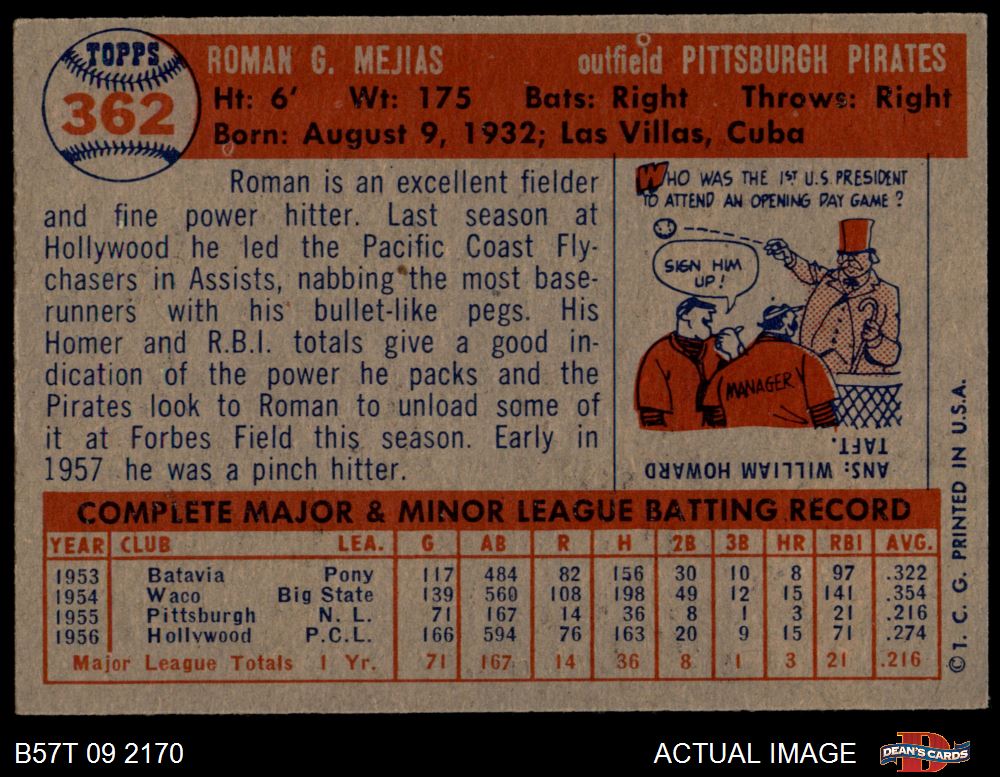 TOPPS
362
ROMAN G. MEJIAS outfield PITTSBURGH PIRATES
Ht: 6' Wt: 175 Bats: Right Throws: Right
Born: August 9, 1932; Las Villas, Cuba
Roman is an excellent fielder
and fine power hitter. Last season at
Hollywood he led the Pacific Coast Fly-
chasers in Assists, nabbing the most base-
runners with his bullet-like pegs. His
Homer and R.B.I. totals give a good in-
dication of the power he packs and the
Pirates look to Roman to unload some of
it at Forbes Field this season. Early in
1957 he was a pinch hitter.
WHO WAS THE 1ST U.S. PRESIDENT
TO ATTEND AN OPENING DAY GAME?
SIGN HIM
UP!
MANAGER
ANS: WILLIAM HOWARD
TAFT.
COMPLETE MAJOR & MINOR LEAGUE BATTING RECORD
YEAR CLUB LEA. G AB R H 2B 3B HR RBI AVG.
1953 Batavia Pony 117 484 82 156 30 10 8 97 .322
1954 Waco Big State 139 560 108 198 49 12 15 141 .354
1955 Pittsburgh N. L. 71 167 14 36 8 1 3 21 .216
1956 Hollywood P.C.L. 166 594 76 163 20 9 15 71 .274
Major League Totals 1 Yr. 71 167 14 36 8 1 3 21 .216
© T. C. G. PRINTED IN U.S.A.
B57T 09 2170 ACTUAL IMAGE
DEAN'S CARDS